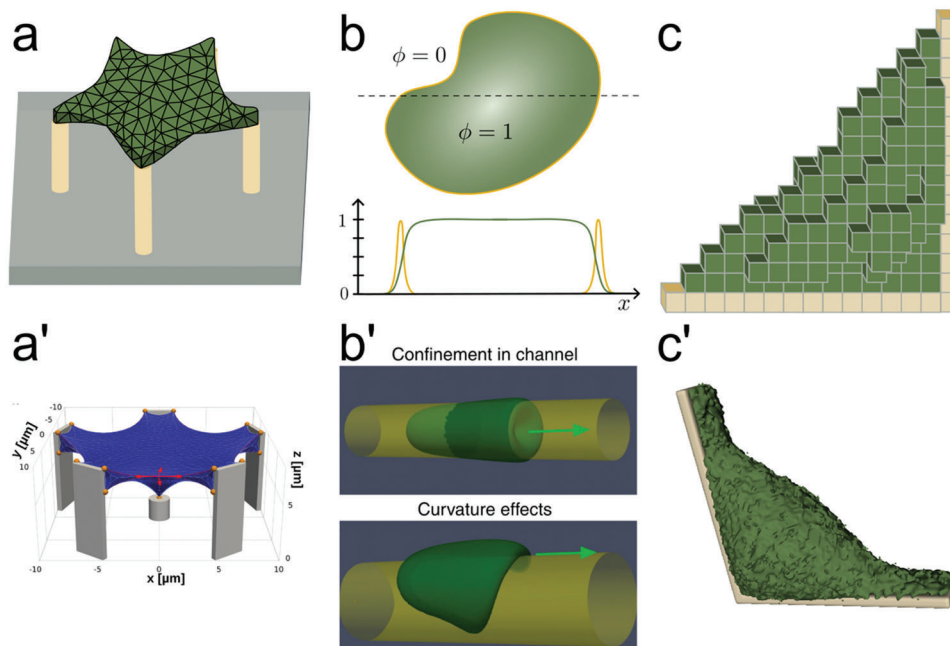 a
b
c
ϕ = 0
ϕ = 1
1
0
x
a'
b'
c'
Confinement in channel
Curvature effects
y [μm]
-10
-5
0
5
10
z [μm]
5
0
-10
-5
0
5
10
x [μm]